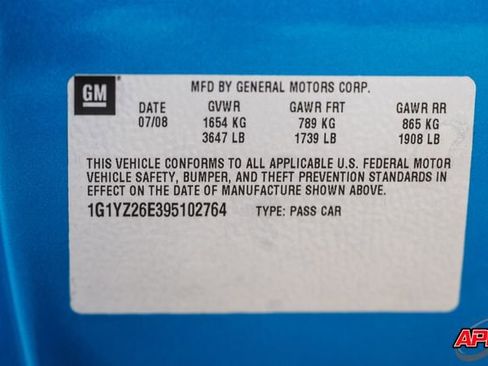 GM MFD BY GENERAL MOTORS CORP.
DATE GVWR GAWR FRT GAWR RR
07/08 1654 KG 789 KG 865 KG
3647 LB 1739 LB 1908 LB
THIS VEHICLE CONFORMS TO ALL APPLICABLE U.S. FEDERAL MOTOR
VEHICLE SAFETY, BUMPER, AND THEFT PREVENTION STANDARDS IN
EFFECT ON THE DATE OF MANUFACTURE SHOWN ABOVE.
1G1YZ26E395102764 TYPE: PASS CAR